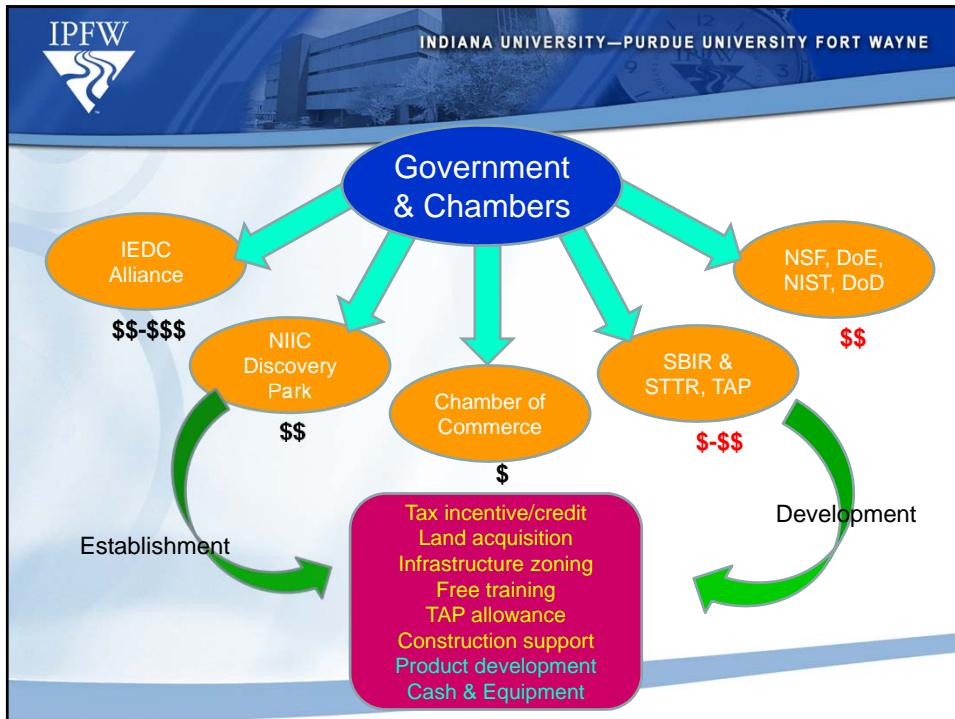 IPFW
INDIANA UNIVERSITY—PURDUE UNIVERSITY FORT WAYNE
Government
& Chambers
IEDC
Alliance
$$-$$$
NIIC
Discovery
Park
$$
Chamber of
Commerce
$
SBIR &
STTR, TAP
$-$$
NSF, DoE,
NIST, DoD
$$
Establishment
Development
Tax incentive/credit
Land acquisition
Infrastructure zoning
Free training
TAP allowance
Construction support
Product development
Cash & Equipment